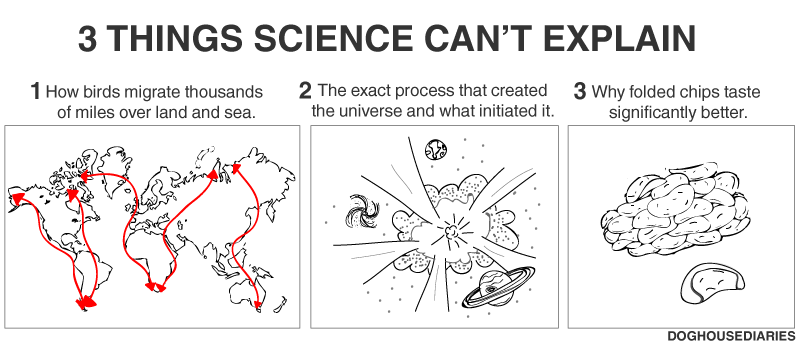 3 THINGS SCIENCE CAN'T EXPLAIN
1 How birds migrate thousands
of miles over land and sea.
2 The exact process that created
the universe and what initiated it.
3 Why folded chips taste
significantly better.
DOGHOUSEDIARIES